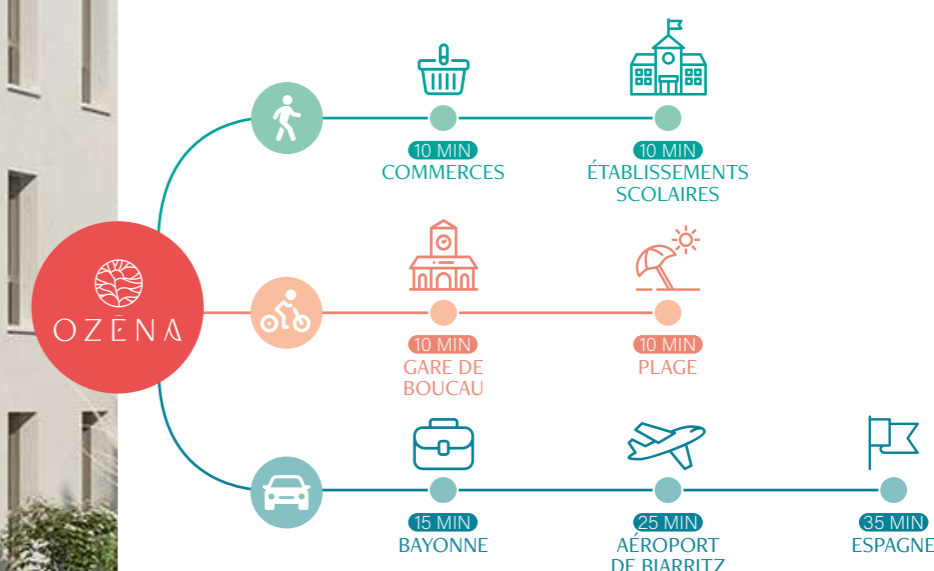 10 MIN
COMMERCES
10 MIN
ÉTABLISSEMENTS
SCOLAIRES
OZĒNA
10 MIN
GARE DE
BOUCAU
10 MIN
PLAGE
15 MIN
BAYONNE
25 MIN
AÉROPORT
DE BIARRITZ
35 MIN
ESPAGNE